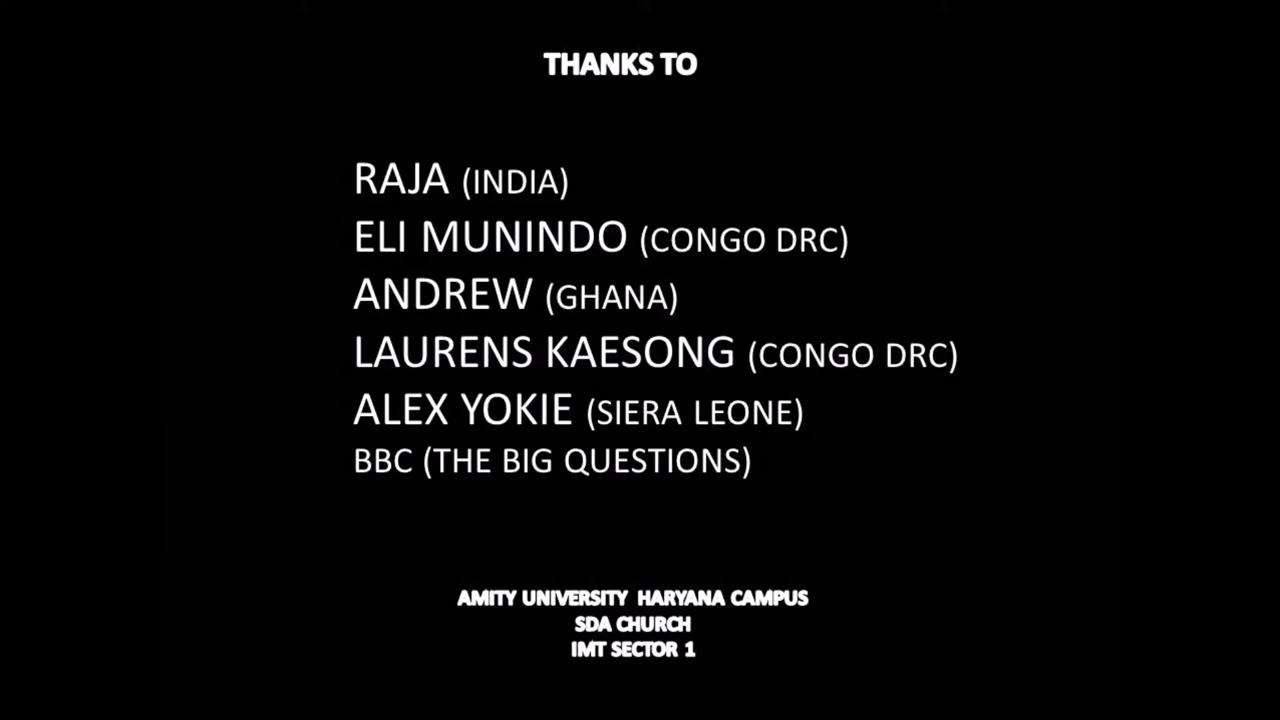 THANKS TO
RAJA (INDIA)
ELI MUNINDO (CONGO DRC)
ANDREW (GHANA)
LAURENS KAESONG (CONGO DRC)
ALEX YOKIE (SIERA LEONE)
BBC (THE BIG QUESTIONS)
AMITY UNIVERSITY HARYANA CAMPUS
SDA CHURCH
IMT SECTOR 1